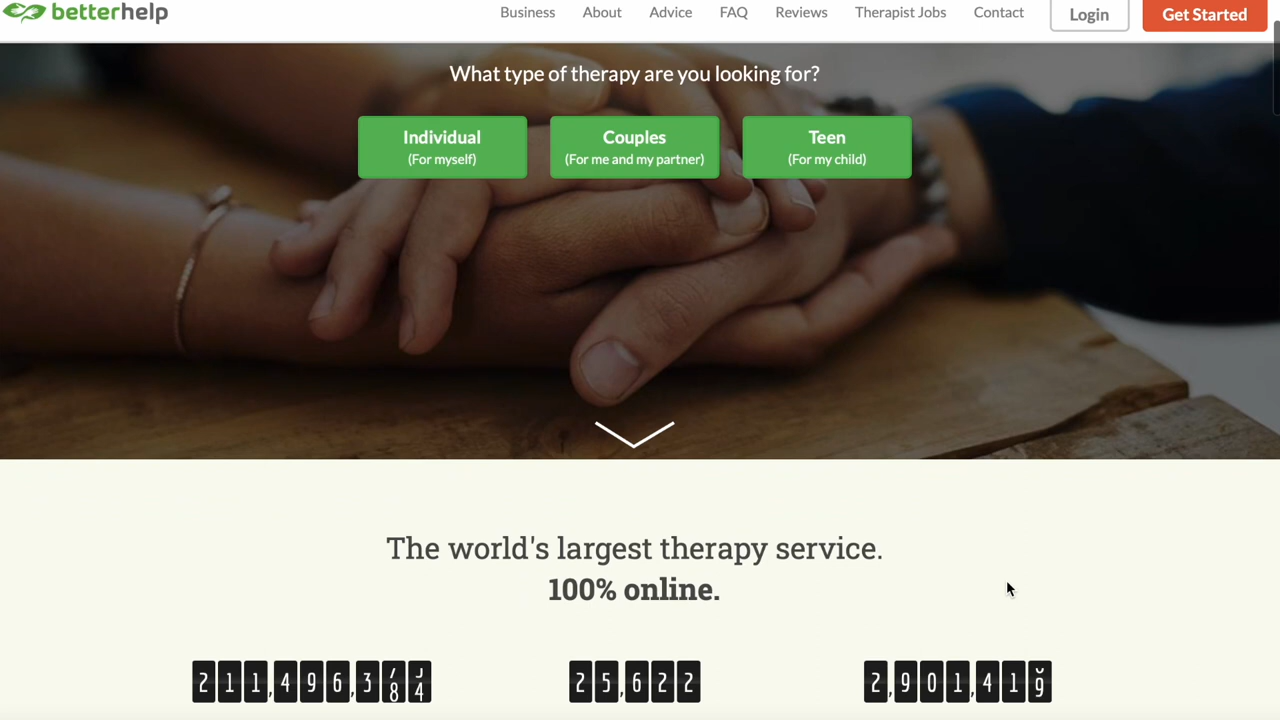 betterhelp
Business About Advice FAQ Reviews Therapist Jobs Contact Login Get Started
What type of therapy are you looking for?
Individual Couples Teen
(For myself) (For me and my partner) (For my child)
The world's largest therapy service.
100% online.
25,622